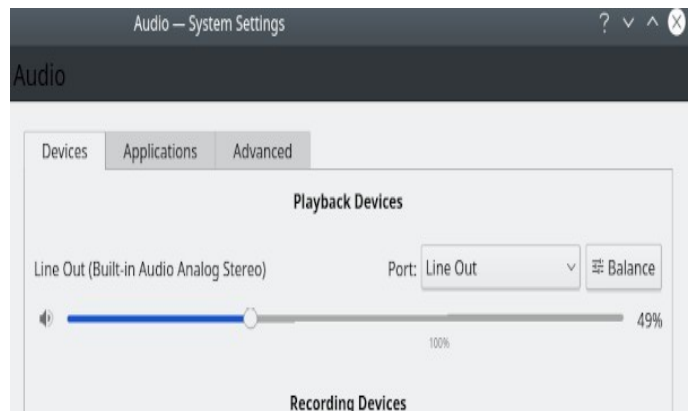 Audio — System Settings
Audio
Devices Applications Advanced
Playback Devices
Line Out (Built-in Audio Analog Stereo) Port: Line Out Balance
49%
100%
Recording Devices